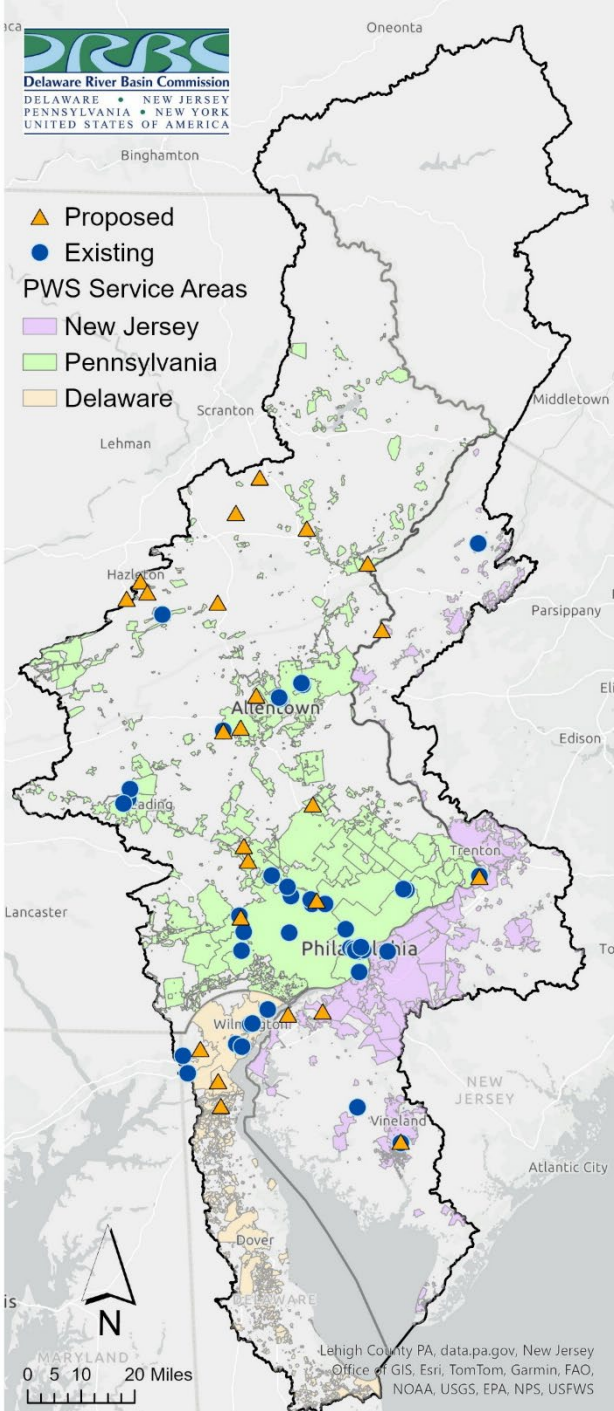 Oneonta
DRBC
Delaware River Basin Commission
DELAWARE • NEW JERSEY
PENNSYLVANIA • NEW YORK
UNITED STATES OF AMERICA
Binghamton
Proposed
Existing
PWS Service Areas
New Jersey
Pennsylvania
Delaware
Scranton
Middletown
Lehman
Hazleton
Parsippany
Allentown
Edison
Trenton
Lancaster
Philadelphia
Wilmington
NEW
JERSEY
Vineland
Atlantic City
Dover
DELAWARE
N
MARYLAND
0 5 10 20 Miles
Lehigh County PA, data.pa.gov, New Jersey
Office of GIS, Esri, TomTom, Garmin, FAO,
NOAA, USGS, EPA, NPS, USFWS